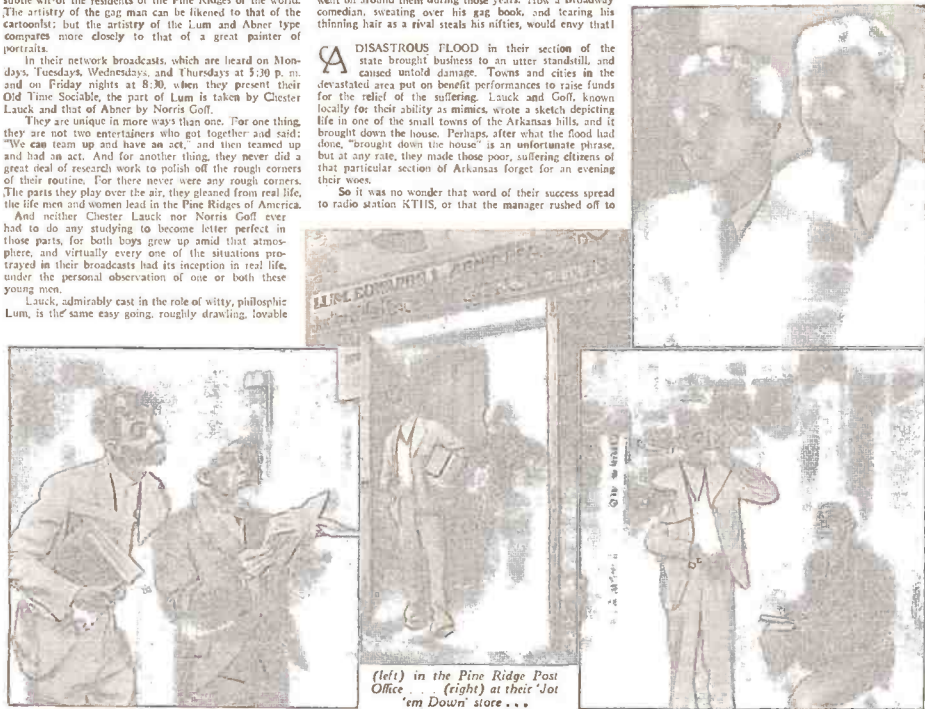 subtle wit of the residents of the Pine Ridges of the world.
The artistry of the gag man can be likened to that of the
cartoonist; but the artistry of the Lum and Abner type
compares more closely to that of a great painter of
portraits.
In their network broadcasts, which are heard on Mon-
days, Tuesdays, Wednesdays, and Thursdays at 5:30 p. m.
and on Friday nights at 8:30, when they present their
Old Time Sociable, the part of Lum is taken by Chester
Lauck and that of Abner by Norris Goff.
They are unique in more ways than one. For one thing,
they are not two entertainers who got together and said:
"We can team up and have an act," and then teamed up
and had an act. And for another thing, they never did a
great deal of research work to polish off the rough corners
of their routine. For there never were any rough corners.
The parts they play over the air, they gleaned from real life,
the life men and women lead in the Pine Ridges of America.
And neither Chester Lauck nor Norris Goff ever
had to do any studying to become letter perfect in
those parts, for both boys grew up amid that atmos-
phere, and virtually every one of the situations pro-
trayed in their broadcasts had its inception in real life,
under the personal observation of one or both these
young men.
Lauck, admirably cast in the role of witty, philosphic
Lum, is the same easy going, roughly drawling, lovable
went on around them during those years. How a Broadway
comedian, sweating over his gag book, and tearing his
thinning hair as a rival steals his nifties, would envy that!
A DISASTROUS FLOOD in their section of the
state brought business to an utter standstill, and
caused untold damage. Towns and cities in the
devastated area put on benefit performances to raise funds
for the relief of the suffering. Lauck and Goff, known
locally for their ability as mimics, wrote a sketch depicting
life in one of the small towns of the Arkansas hills, and it
brought down the house. Perhaps, after what the flood had
done, "brought down the house" is an unfortunate phrase,
but at any rate, they made those poor, suffering citizens of
that particular section of Arkansas forget for an evening
their woes.
So it was no wonder that word of their success spread
to radio station KTHS, or that the manager rushed off to
LUM EDWARDS
(left) in the Pine Ridge Post
Office . . . (right) at their 'Jot
'em Down' store . . .